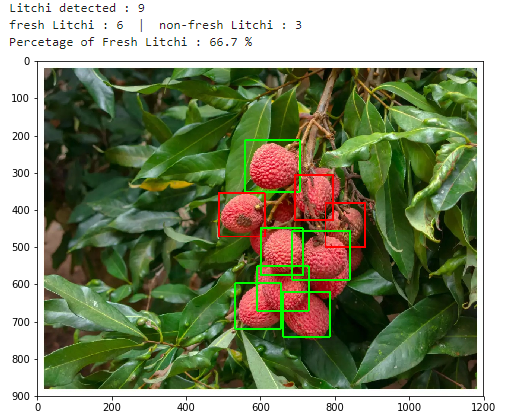 Litchi detected : 9
fresh Litchi : 6 | non-fresh Litchi : 3
Percetage of Fresh Litchi : 66.7 %
0
100
200
300
400
500
600
700
800
900
0 200 400 600 800 1000 1200